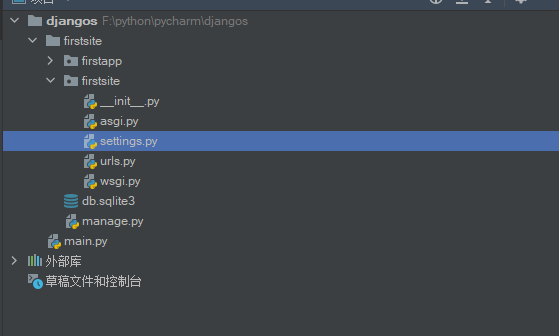 djangos F:\python\pycharm\djangos
firstsite
firstapp
firstsite
__init__.py
asgi.py
settings.py
urls.py
wsgi.py
db.sqlite3
manage.py
main.py
外部库
草稿文件和控制台